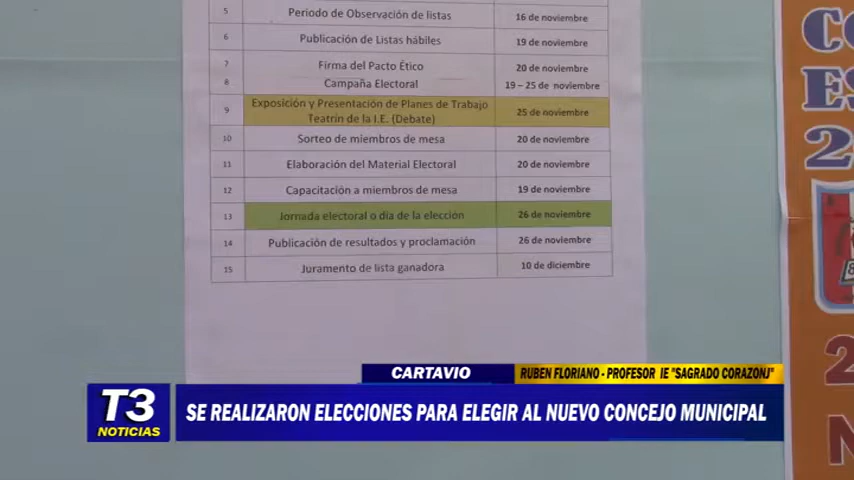 5 Periodo de Observación de listas 16 de noviembre
6 Publicación de Listas hábiles 19 de noviembre
7 Firma del Pacto Ético 20 de noviembre
8 Campaña Electoral 19 – 25 de noviembre
9 Exposición y Presentación de Planes de Trabajo
Teatrín de la I.E. (Debate) 25 de noviembre
10 Sorteo de miembros de mesa 20 de noviembre
11 Elaboración del Material Electoral 20 de noviembre
12 Capacitación a miembros de mesa 19 de noviembre
13 Jornada electoral o día de la elección 26 de noviembre
14 Publicación de resultados y proclamación 26 de noviembre
15 Juramento de lista ganadora 10 de diciembre
CO
ES
2
8
2
N
CARTAVIO
RUBEN FLORIANO - PROFESOR IE "SAGRADO CORAZONJ"
T3
NOTICIAS
SE REALIZARON ELECCIONES PARA ELEGIR AL NUEVO CONCEJO MUNICIPAL